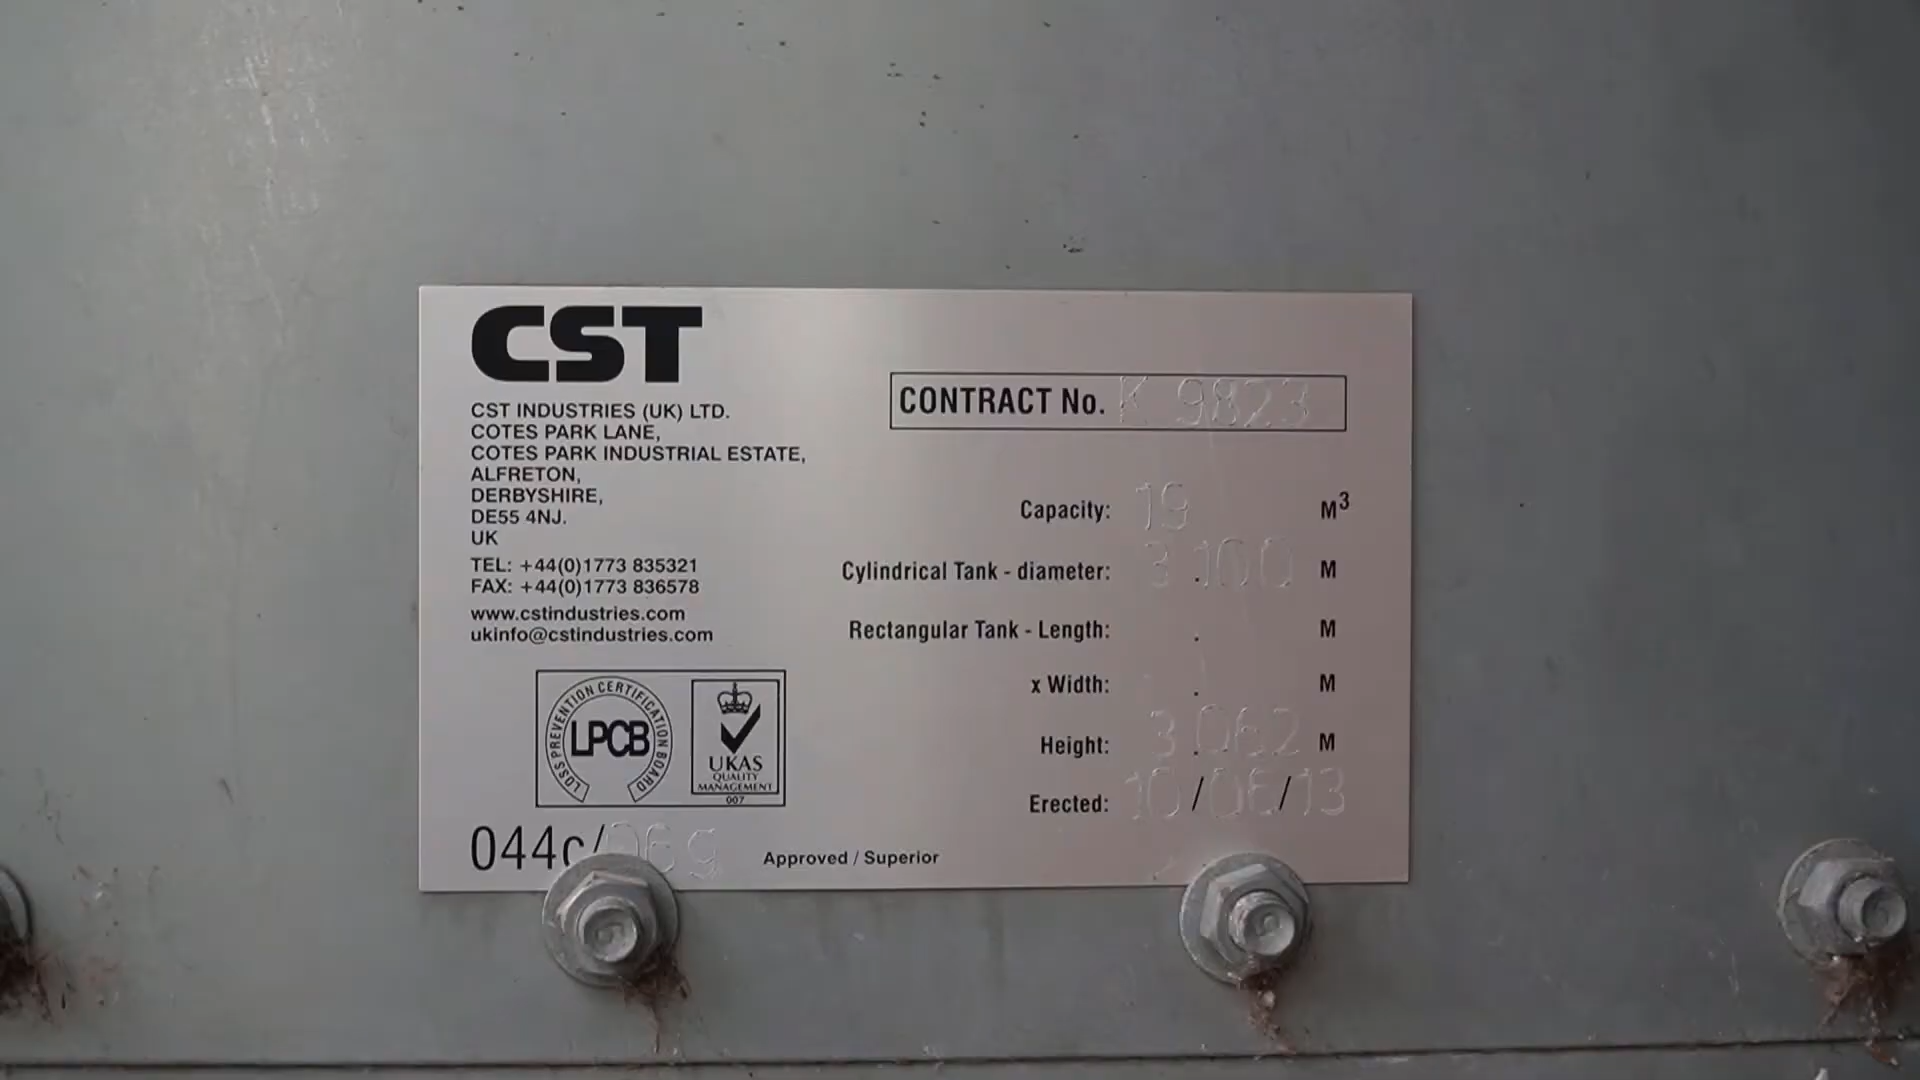 CST
CST INDUSTRIES (UK) LTD.
COTES PARK LANE,
COTES PARK INDUSTRIAL ESTATE,
ALFRETON,
DERBYSHIRE,
DE55 4NJ.
UK
TEL: +44(0)1773 835321
FAX: +44(0)1773 836578
www.cstindustries.com
ukinfo@cstindustries.com
LOSS PREVENTION CERTIFICATION BOARD
LPCB
UKAS
QUALITY
MANAGEMENT
007
044c/
Approved / Superior
CONTRACT No. K 9823
Capacity: 19 M³
Cylindrical Tank - diameter: 3.100 M
Rectangular Tank - Length: . M
x Width: . M
Height: 3.062 M
Erected: 10/06/13